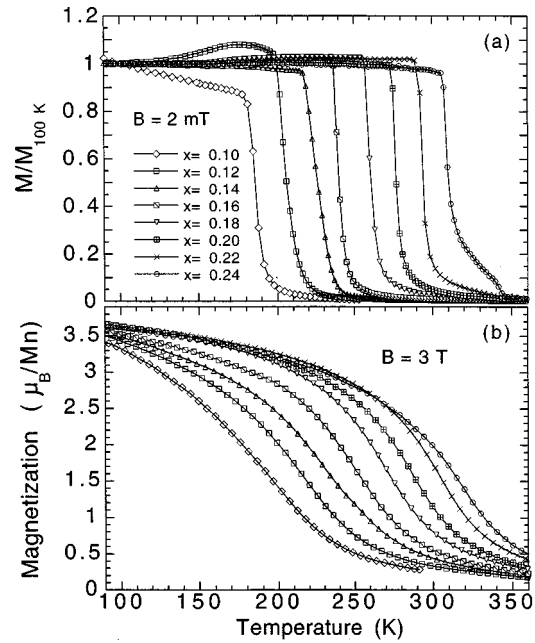 (a)
M/M100 K
1.2
1
0.8
0.6
0.4
0.2
0
B = 2 mT
x= 0.10
x= 0.12
x= 0.14
x= 0.16
x= 0.18
x= 0.20
x= 0.22
x= 0.24
(b)
B = 3 T
Magnetization ( μB/Mn)
3.5
3
2.5
2
1.5
1
0.5
0
100 150 200 250 300 350
Temperature (K)